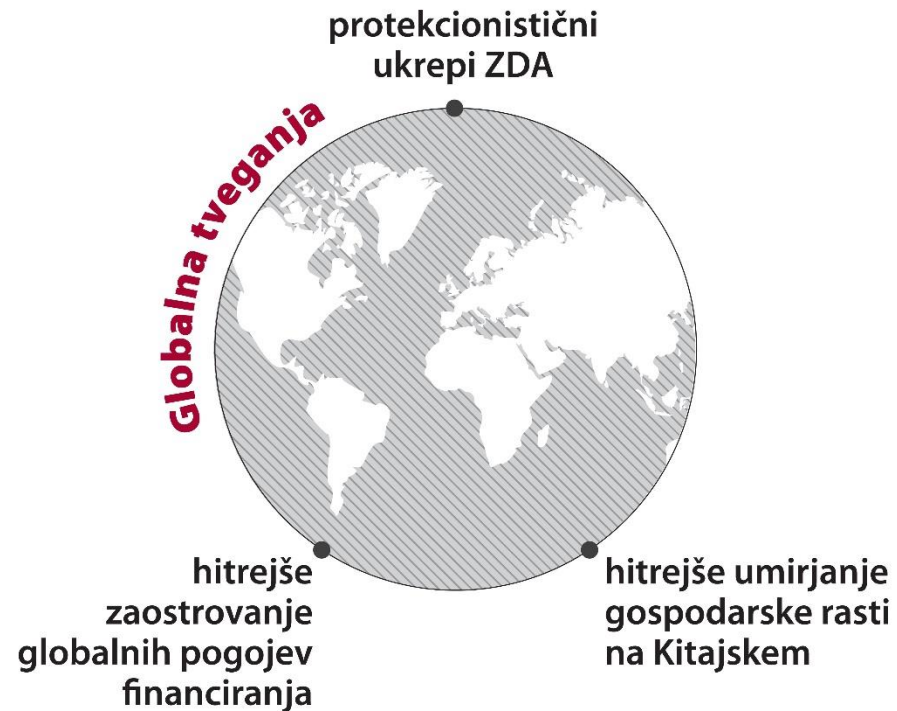 protekcionistični
ukrepi ZDA
Globalna tveganja
hitrejše
zaostrovanje
globalnih pogojev
financiranja
hitrejše umirjanje
gospodarske rasti
na Kitajskem